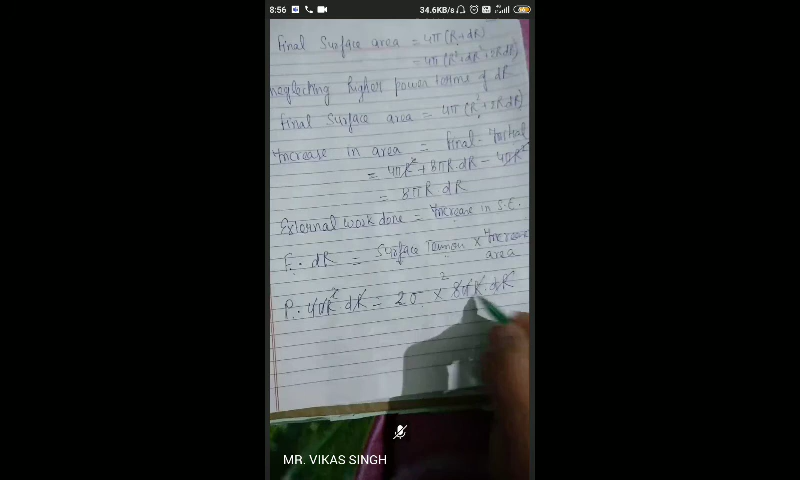 8:56 34.6KB/s
Final Surface area = 4π(R+dR)
= 4π(R²+dR²+2RdR)
neglecting higher power terms of dR
Final Surface area = 4π(R²+2RdR)
Increase in area = final - Initial
= 4πR² + 8πR.dR - 4πR²
= 8πR dR
External work done = Increase in S.E.
F. dR = Surface Tension × Increase
area
P. 4πR² dR = 2σ × 8πR.dR
2
MR. VIKAS SINGH